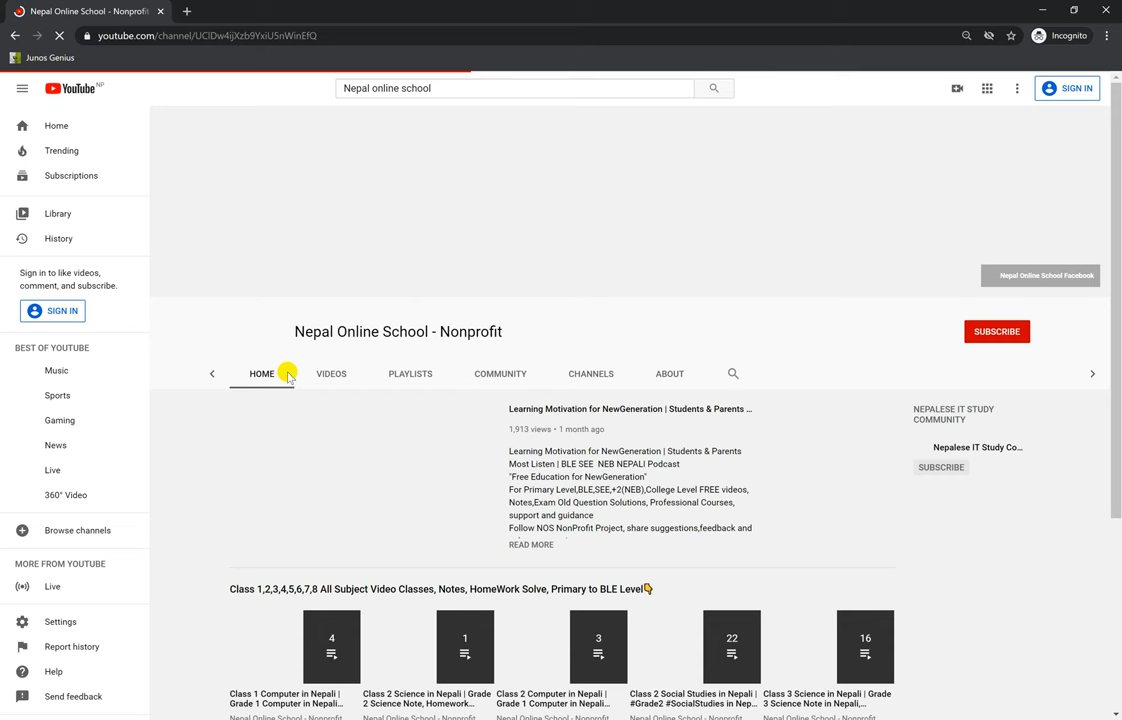 Nepal Online School - Nonprofit
youtube.com/channel/UCIDw4ijXzb9YxiU5nWinEfQ
Incognito
Junos Genius
YouTube NP
Nepal online school
SIGN IN
Home
Trending
Subscriptions
Library
History
Sign in to like videos,
comment, and subscribe.
SIGN IN
BEST OF YOUTUBE
Music
Sports
Gaming
News
Live
360° Video
Browse channels
MORE FROM YOUTUBE
Live
Settings
Report history
Help
Send feedback
Nepal Online School Facebook
Nepal Online School - Nonprofit
SUBSCRIBE
HOME
VIDEOS
PLAYLISTS
COMMUNITY
CHANNELS
ABOUT
Learning Motivation for NewGeneration | Students & Parents ...
1,913 views • 1 month ago
Learning Motivation for NewGeneration | Students & Parents
Most Listen | BLE SEE NEB NEPALI Podcast
"Free Education for NewGeneration"
For Primary Level,BLE,SEE,+2(NEB),College Level FREE videos,
Notes,Exam Old Question Solutions, Professional Courses,
support and guidance
Follow NOS NonProfit Project, share suggestions,feedback and
READ MORE
NEPALESE IT STUDY
COMMUNITY
Nepalese IT Study Co...
SUBSCRIBE
Class 1,2,3,4,5,6,7,8 All Subject Video Classes, Notes, HomeWork Solve, Primary to BLE Level👇
4
1
3
22
16
Class 1 Computer in Nepali |
Grade 1 Computer in Nepali...
Class 2 Science in Nepali | Grade
2 Science Note, Homework...
Class 2 Computer in Nepali |
Grade 1 Computer in Nepali...
Class 2 Social Studies in Nepali |
#Grade2 #SocialStudies in Nep...
Class 3 Science in Nepali | Grade
3 Science Note in Nepali,...